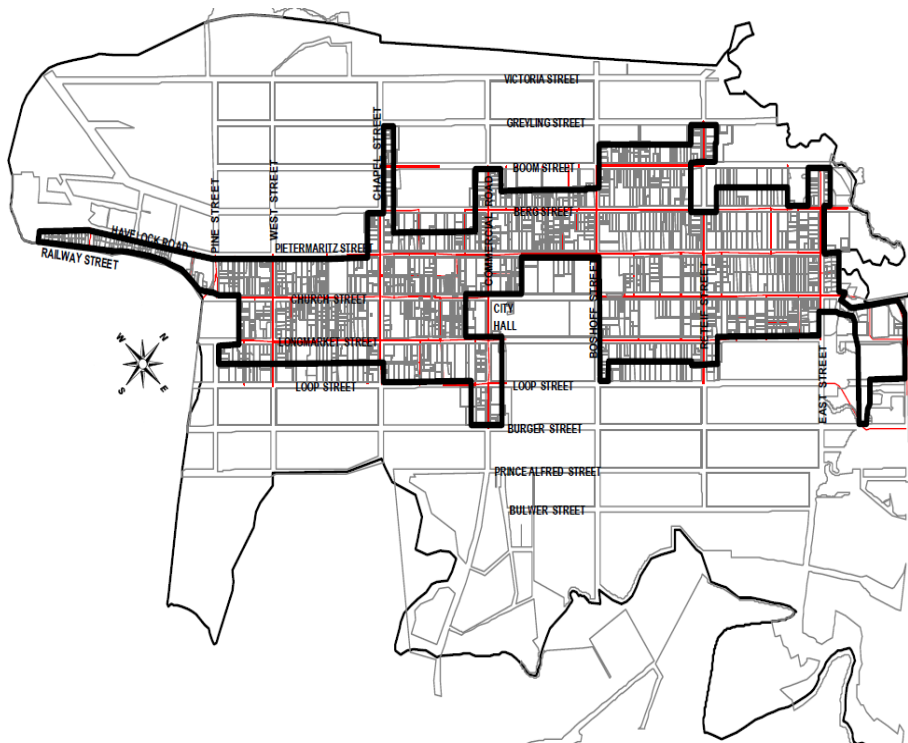 VICTORIA STREET
GREYLING STREET
CHAPEL STREET
BOOM STREET
COMMERCIAL ROAD
PINE STREET
WEST STREET
BERG STREET
HAVELOCK ROAD
PIETERMARITZ STREET
RAILWAY STREET
CHURCH STREET
CITY
HALL
BOSHOFF STREET
RETEIF STREET
LONGMARKET STREET
N
W
E
S
LOOP STREET
LOOP STREET
EAST STREET
BURGER STREET
PRINCE ALFRED STREET
BULWER STREET